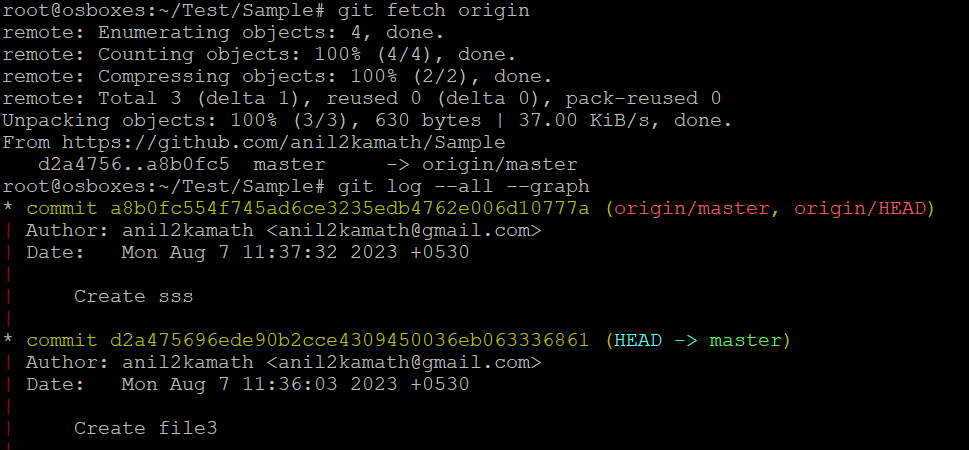 root@osboxes:~/Test/Sample# git fetch origin
remote: Enumerating objects: 4, done.
remote: Counting objects: 100% (4/4), done.
remote: Compressing objects: 100% (2/2), done.
remote: Total 3 (delta 1), reused 0 (delta 0), pack-reused 0
Unpacking objects: 100% (3/3), 630 bytes | 37.00 KiB/s, done.
From https://github.com/anil2kamath/Sample
   d2a4756..a8b0fc5  master     -> origin/master
root@osboxes:~/Test/Sample# git log --all --graph
* commit a8b0fc554f745ad6ce3235edb4762e006d10777a (origin/master, origin/HEAD)
| Author: anil2kamath <anil2kamath@gmail.com>
| Date:   Mon Aug 7 11:37:32 2023 +0530
|
|     Create sss
|
* commit d2a475696ede90b2cce4309450036eb063336861 (HEAD -> master)
| Author: anil2kamath <anil2kamath@gmail.com>
| Date:   Mon Aug 7 11:36:03 2023 +0530
|
|     Create file3
|